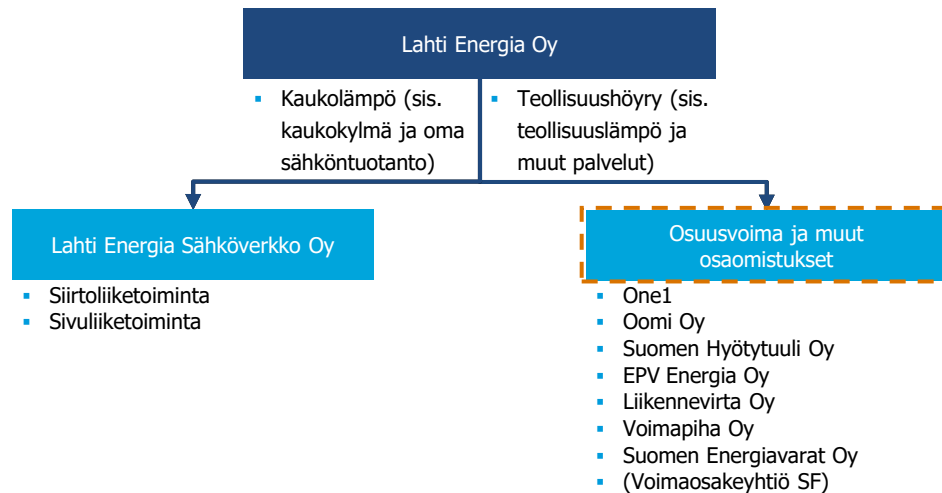 Lahti Energia Oy
▪ Kaukolämpö (sis.
kaukokylmä ja oma
sähköntuotanto)
▪ Teollisuushöyry (sis.
teollisuuslämpö ja
muut palvelut)
Lahti Energia Sähköverkko Oy
▪ Siirtoliiketoiminta
▪ Sivuliiketoiminta
Osuusvoima ja muut
osaomistukset
▪ One1
▪ Oomi Oy
▪ Suomen Hyötytuuli Oy
▪ EPV Energia Oy
▪ Liikennevirta Oy
▪ Voimapiha Oy
▪ Suomen Energiavarat Oy
▪ (Voimaosakeyhtiö SF)